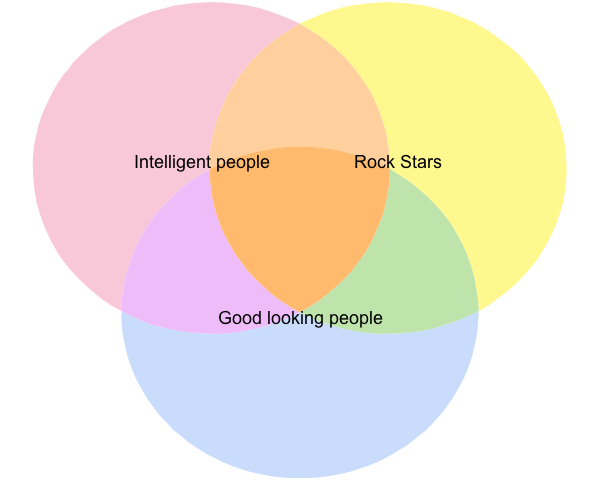 Intelligent people
Rock Stars
Good looking people